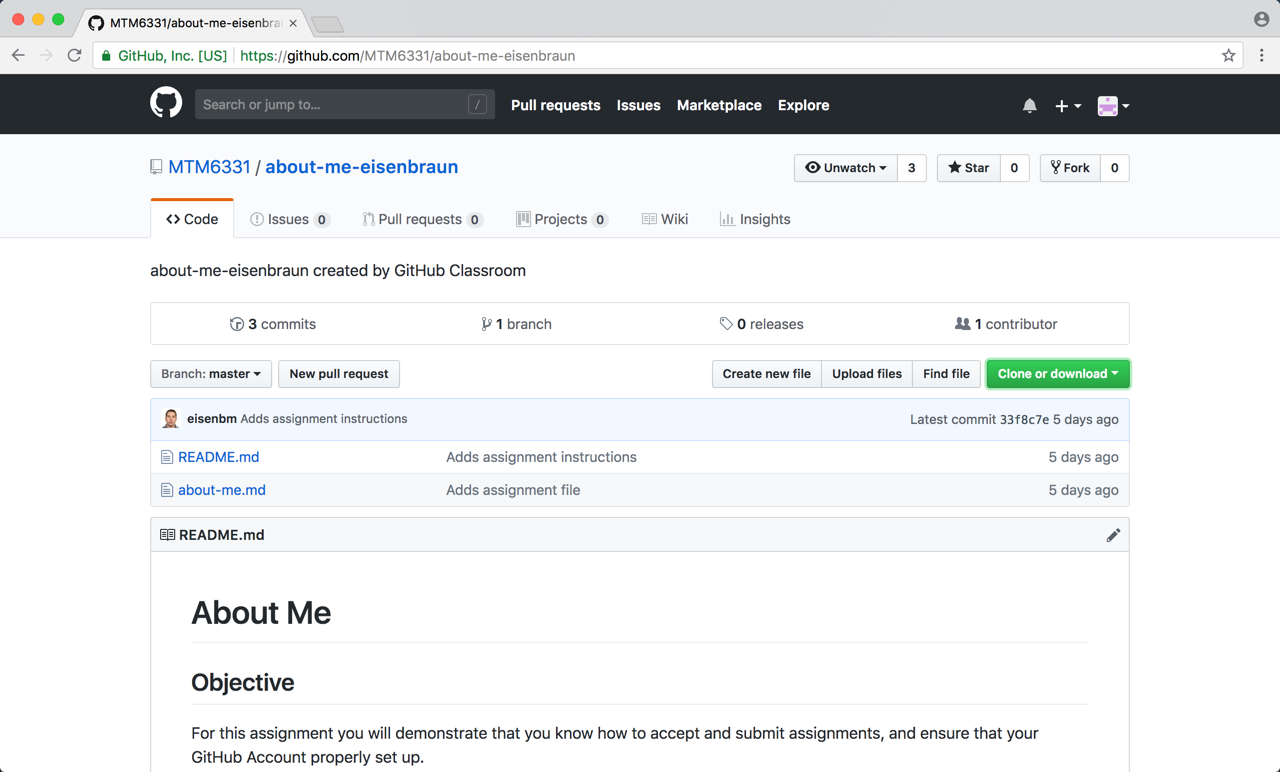 MTM6331/about-me-eisenbra
GitHub, Inc. [US] https://github.com/MTM6331/about-me-eisenbraun
Search or jump to... / Pull requests Issues Marketplace Explore
MTM6331 / about-me-eisenbraun Unwatch 3 Star 0 Fork 0
Code Issues 0 Pull requests 0 Projects 0 Wiki Insights
about-me-eisenbraun created by GitHub Classroom
3 commits 1 branch 0 releases 1 contributor
Branch: master New pull request Create new file Upload files Find file Clone or download
eisenbm Adds assignment instructions Latest commit 33f8c7e 5 days ago
README.md Adds assignment instructions 5 days ago
about-me.md Adds assignment file 5 days ago
README.md
About Me
Objective
For this assignment you will demonstrate that you know how to accept and submit assignments, and ensure that your
GitHub Account properly set up.